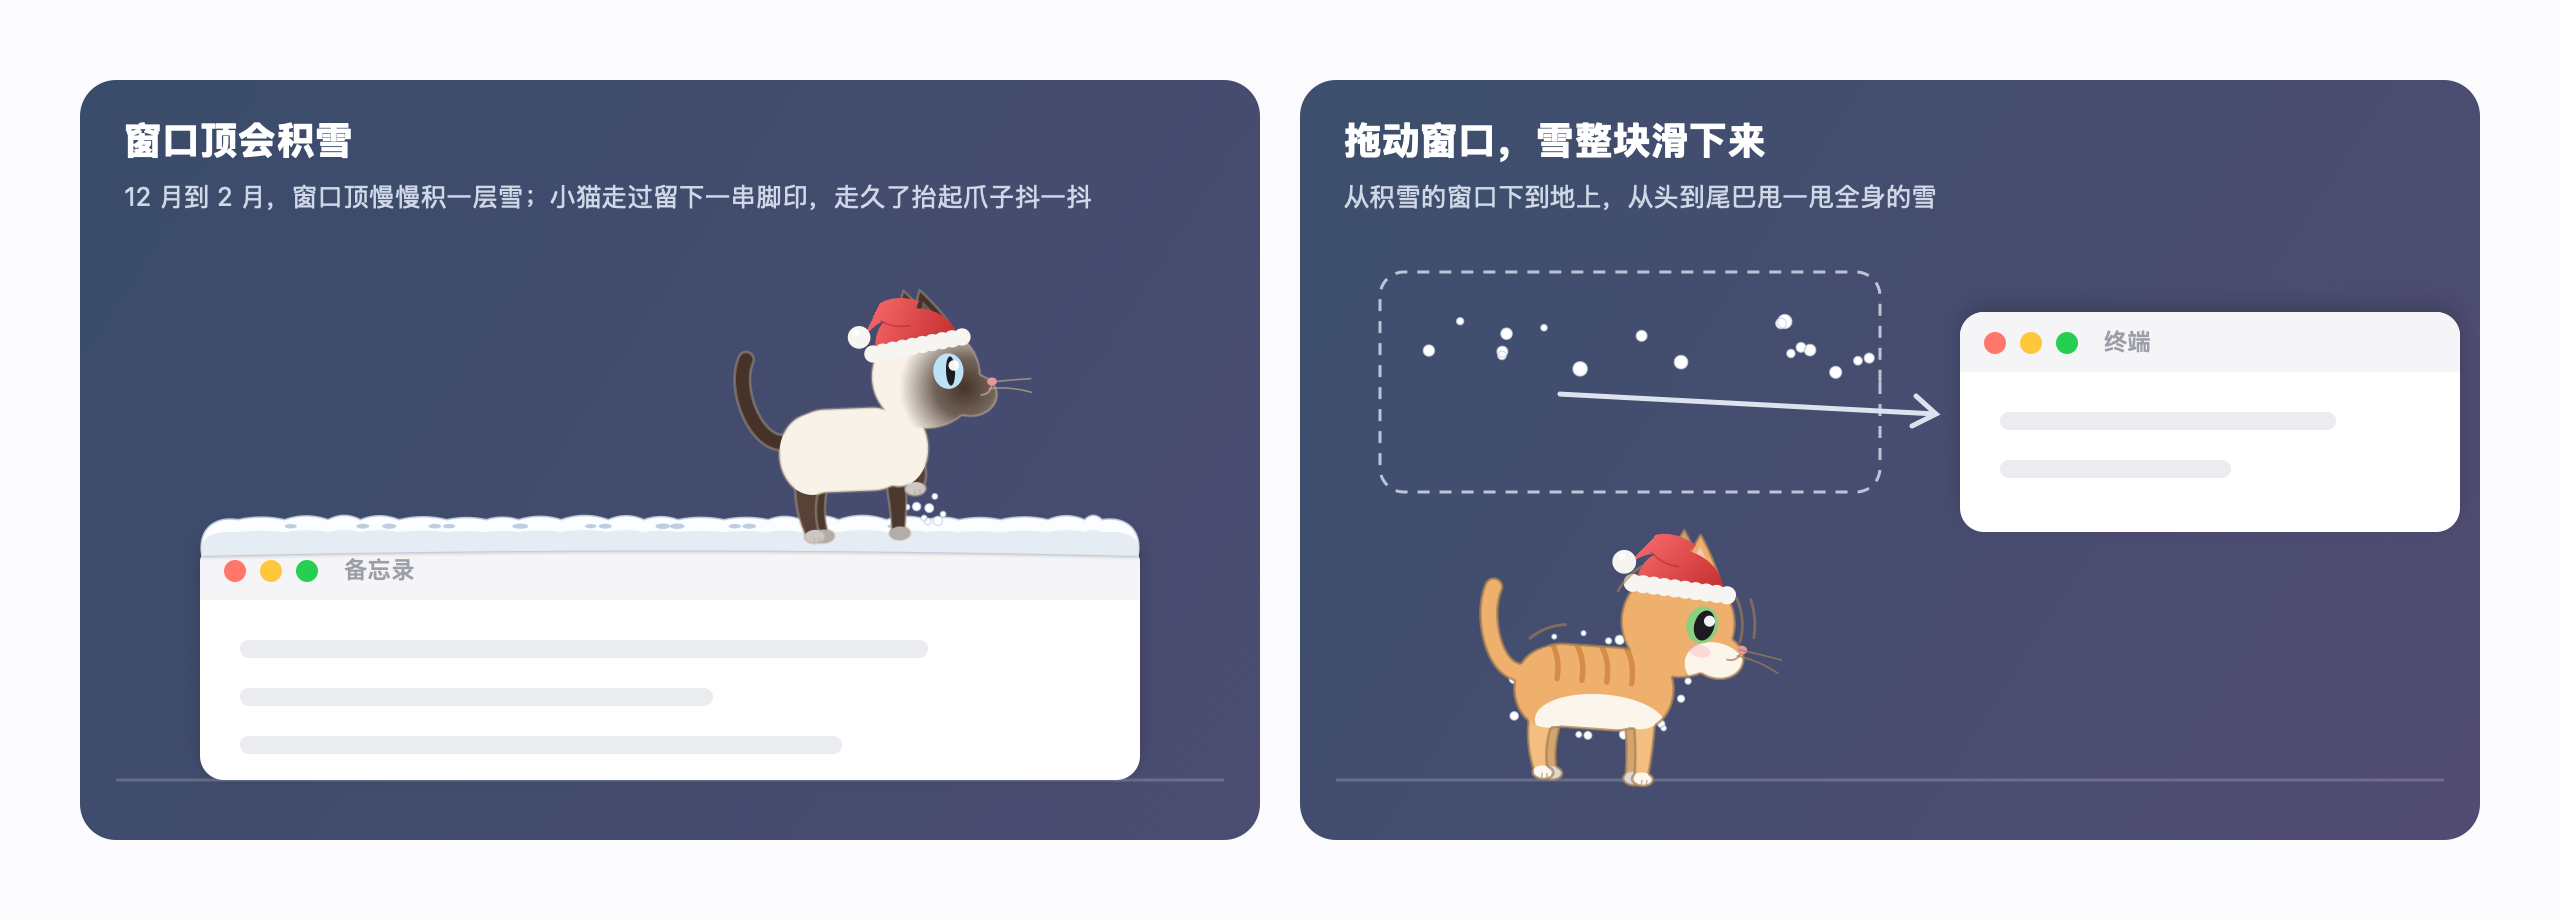 窗口顶会积雪
12 月到 2 月，窗口顶慢慢积一层雪；小猫走过留下一串脚印，走久了抬起爪子抖一抖
备忘录
拖动窗口，雪整块滑下来
从积雪的窗口下到地上，从头到尾巴甩一甩全身的雪
终端